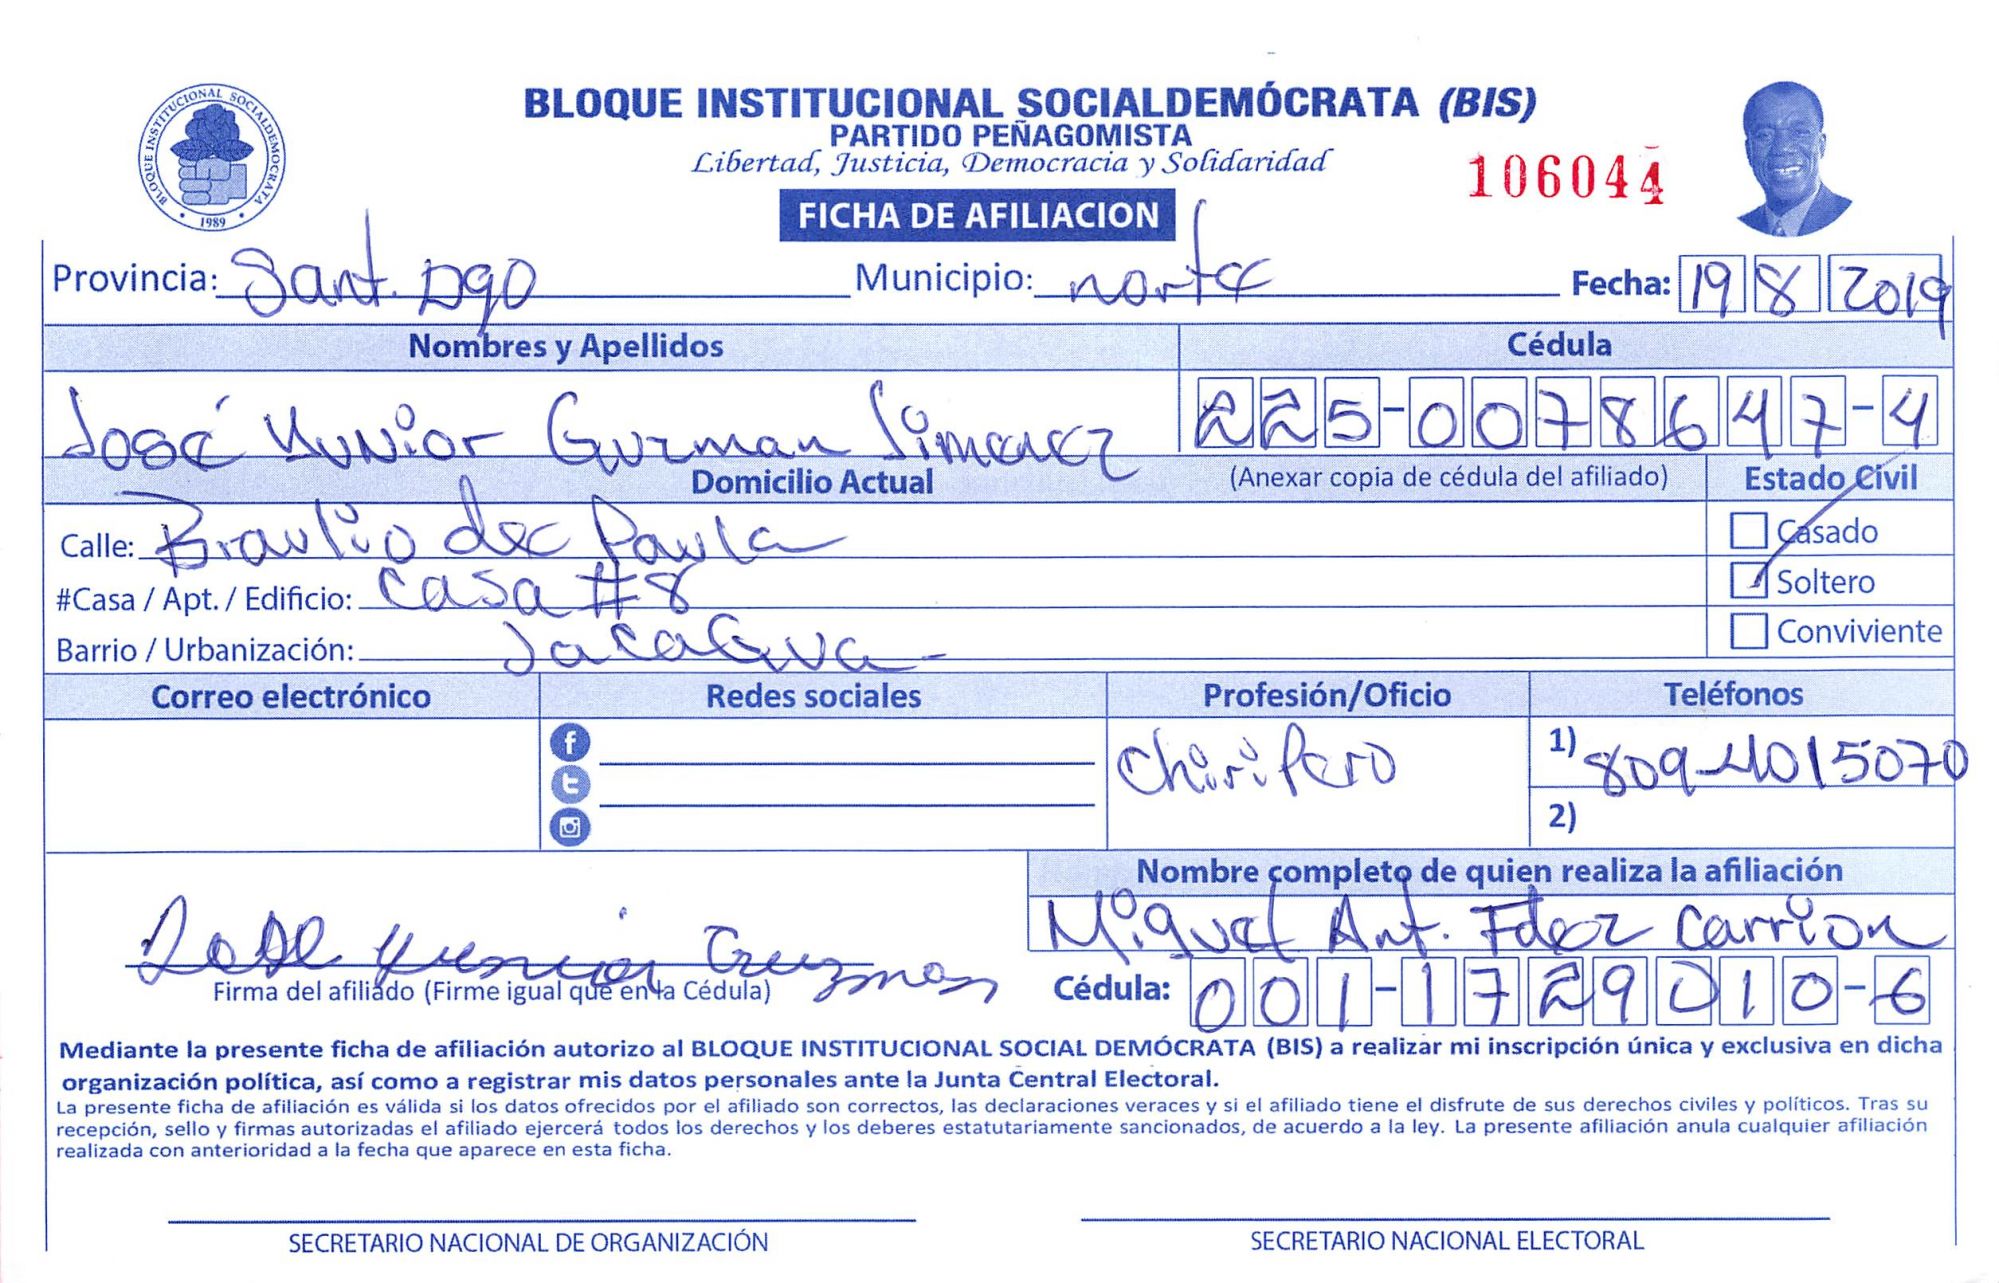 BLOQUE INSTITUCIONAL SOCIALDEMÓCRATA
1989
BLOQUE INSTITUCIONAL SOCIALDEMÓCRATA (BIS)
PARTIDO PEÑAGOMISTA
Libertad, Justicia, Democracia y Solidaridad
106044
FICHA DE AFILIACION
Provincia: Sant. Dgo Municipio: norte Fecha: 19 8 2019
Nombres y Apellidos Cédula
José Yunior Guzman Jimenez 225-0078647-4
Domicilio Actual (Anexar copia de cédula del afiliado) Estado Civil
Calle: Braulio de Paula Casado
#Casa / Apt. / Edificio: Casa #8 Soltero
Barrio / Urbanización: Jacagua Conviviente
Correo electrónico Redes sociales Profesión/Oficio Teléfonos
Chiripero 1) 809-4015070
2)
Nombre completo de quien realiza la afiliación
Miguel Ant. Fdez Carrion
José Yunior Guzman
Firma del afiliado (Firme igual que en la Cédula) Cédula: 001-1729010-6
Mediante la presente ficha de afiliación autorizo al BLOQUE INSTITUCIONAL SOCIAL DEMÓCRATA (BIS) a realizar mi inscripción única y exclusiva en dicha
organización política, así como a registrar mis datos personales ante la Junta Central Electoral.
La presente ficha de afiliación es válida si los datos ofrecidos por el afiliado son correctos, las declaraciones veraces y si el afiliado tiene el disfrute de sus derechos civiles y políticos. Tras su
recepción, sello y firmas autorizadas el afiliado ejercerá todos los derechos y los deberes estatutariamente sancionados, de acuerdo a la ley. La presente afiliación anula cualquier afiliación
realizada con anterioridad a la fecha que aparece en esta ficha.
SECRETARIO NACIONAL DE ORGANIZACIÓN SECRETARIO NACIONAL ELECTORAL